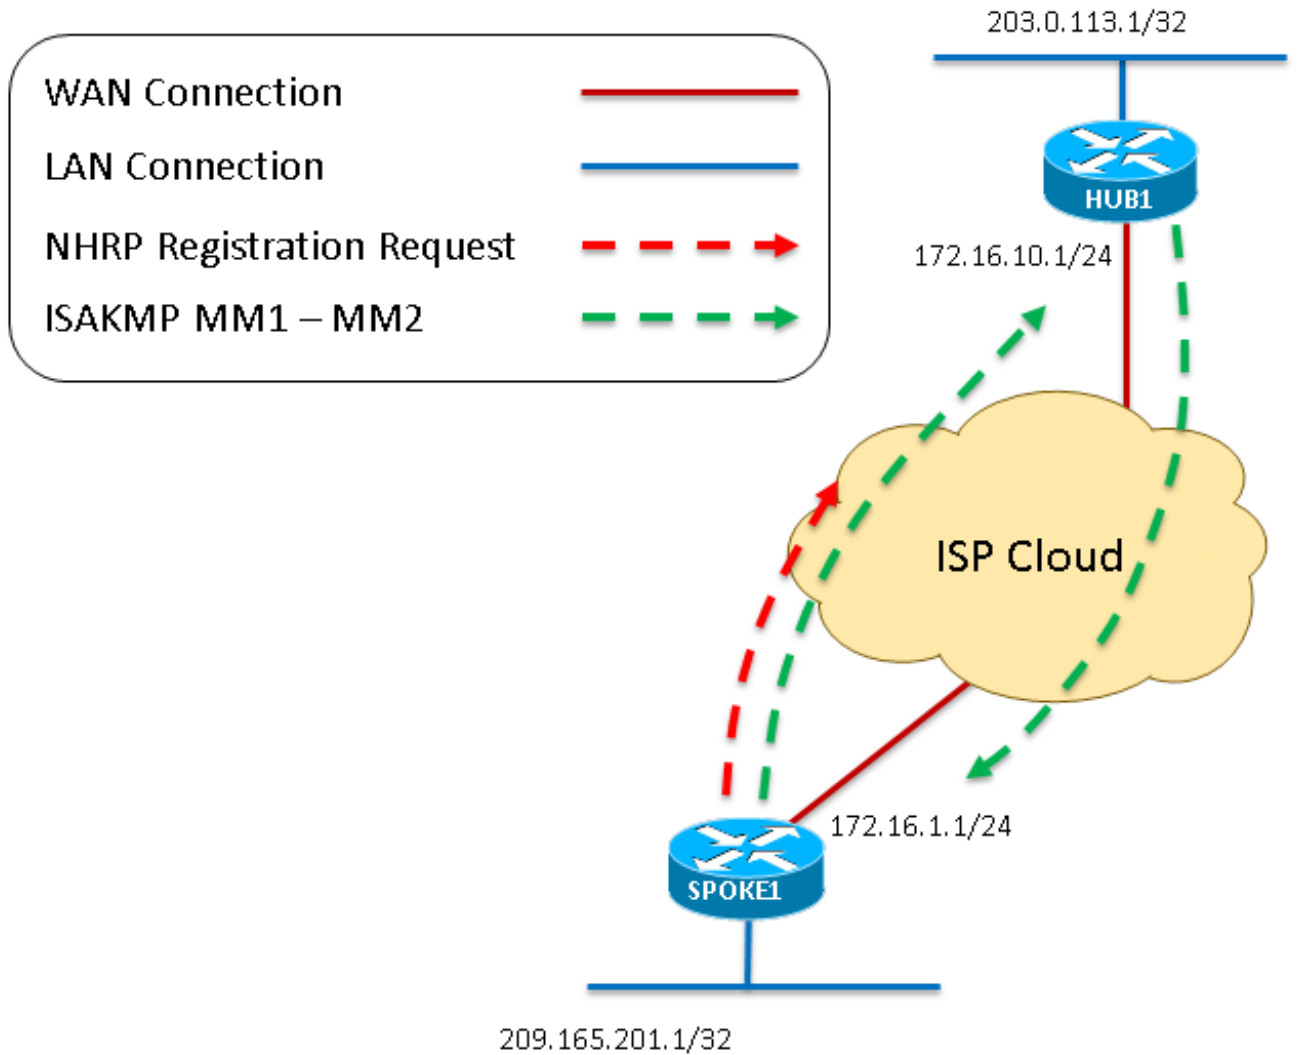 203.0.113.1/32
WAN Connection
LAN Connection
NHRP Registration Request
ISAKMP MM1 – MM2
HUB1
172.16.10.1/24
ISP Cloud
172.16.1.1/24
SPOKE1
209.165.201.1/32